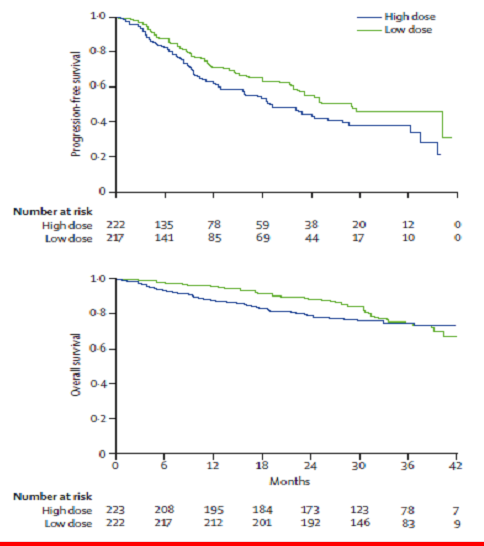 1·0
High dose
Low dose
0·8
0·6
0·4
0·2
0
Progression-free survival
Number at risk
High dose 222 135 78 59 38 20 12 0
Low dose 217 141 85 69 44 17 10 0
1·0
0·8
0·6
0·4
0·2
0
Overall survival
0 6 12 18 24 30 36 42
Months
Number at risk
High dose 223 208 195 184 173 123 78 7
Low dose 222 217 212 201 192 146 83 9